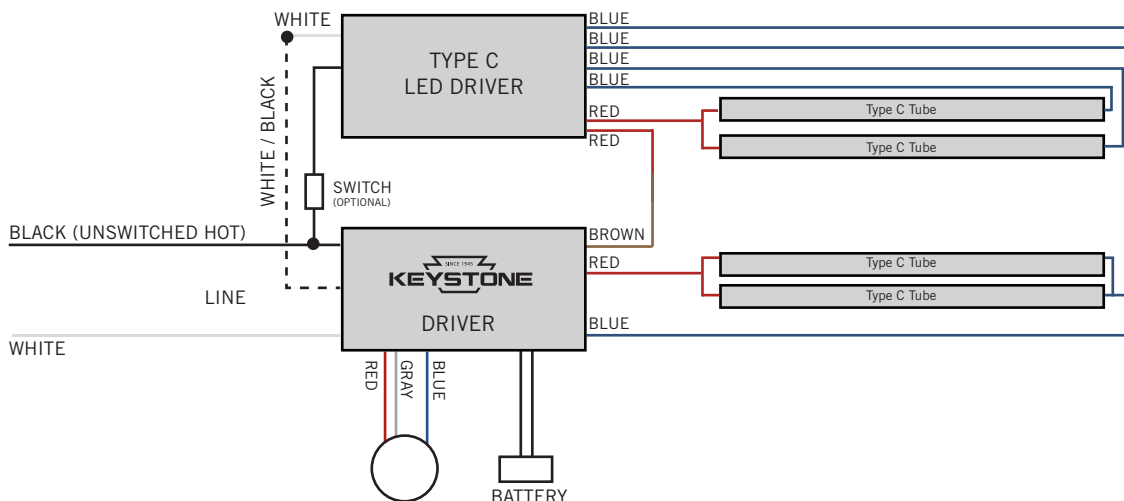 WHITE
BLUE
BLUE
BLUE
BLUE
TYPE C
LED DRIVER
RED
RED
Type C Tube
Type C Tube
WHITE / BLACK
SWITCH
(OPTIONAL)
BLACK (UNSWITCHED HOT)
BROWN
RED
SINCE 1945
KEYSTONE
DRIVER
Type C Tube
Type C Tube
LINE
BLUE
WHITE
RED
GRAY
BLUE
BATTERY